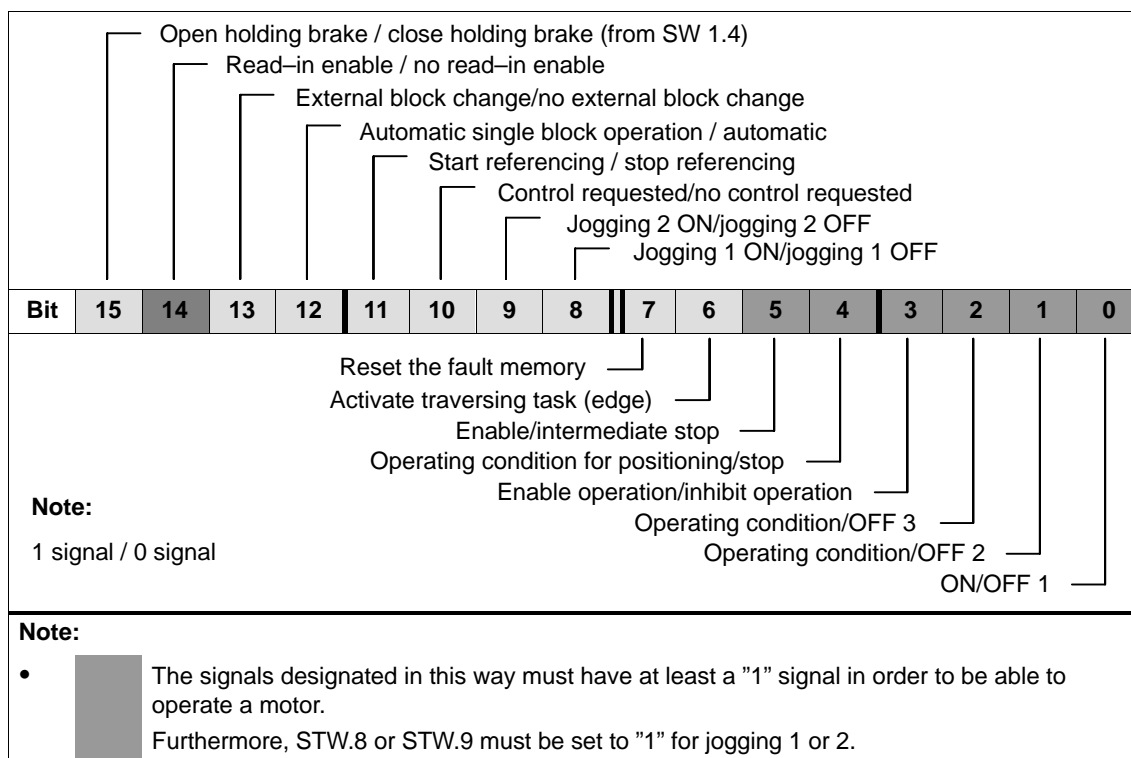 Open holding brake / close holding brake (from SW 1.4)
Read–in enable / no read–in enable
External block change/no external block change
Automatic single block operation / automatic
Start referencing / stop referencing
Control requested/no control requested
Jogging 2 ON/jogging 2 OFF
Jogging 1 ON/jogging 1 OFF
Bit 15 14 13 12 11 10 9 8 7 6 5 4 3 2 1 0
Reset the fault memory
Activate traversing task (edge)
Enable/intermediate stop
Operating condition for positioning/stop
Enable operation/inhibit operation
Operating condition/OFF 3
Operating condition/OFF 2
ON/OFF 1
Note:
1 signal / 0 signal
Note:
• The signals designated in this way must have at least a ”1” signal in order to be able to
operate a motor.
Furthermore, STW.8 or STW.9 must be set to ”1” for jogging 1 or 2.